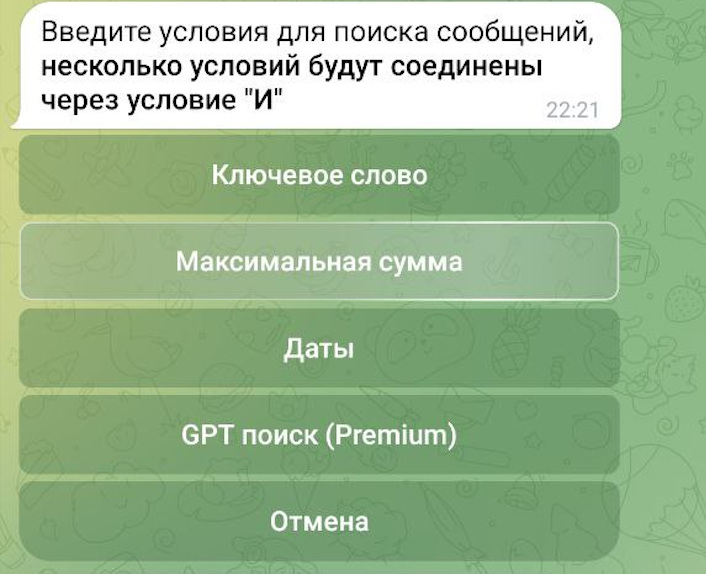 Введите условия для поиска сообщений,
несколько условий будут соединены
через условие "И"
22:21
Ключевое слово
Максимальная сумма
Даты
GPT поиск (Premium)
Отмена